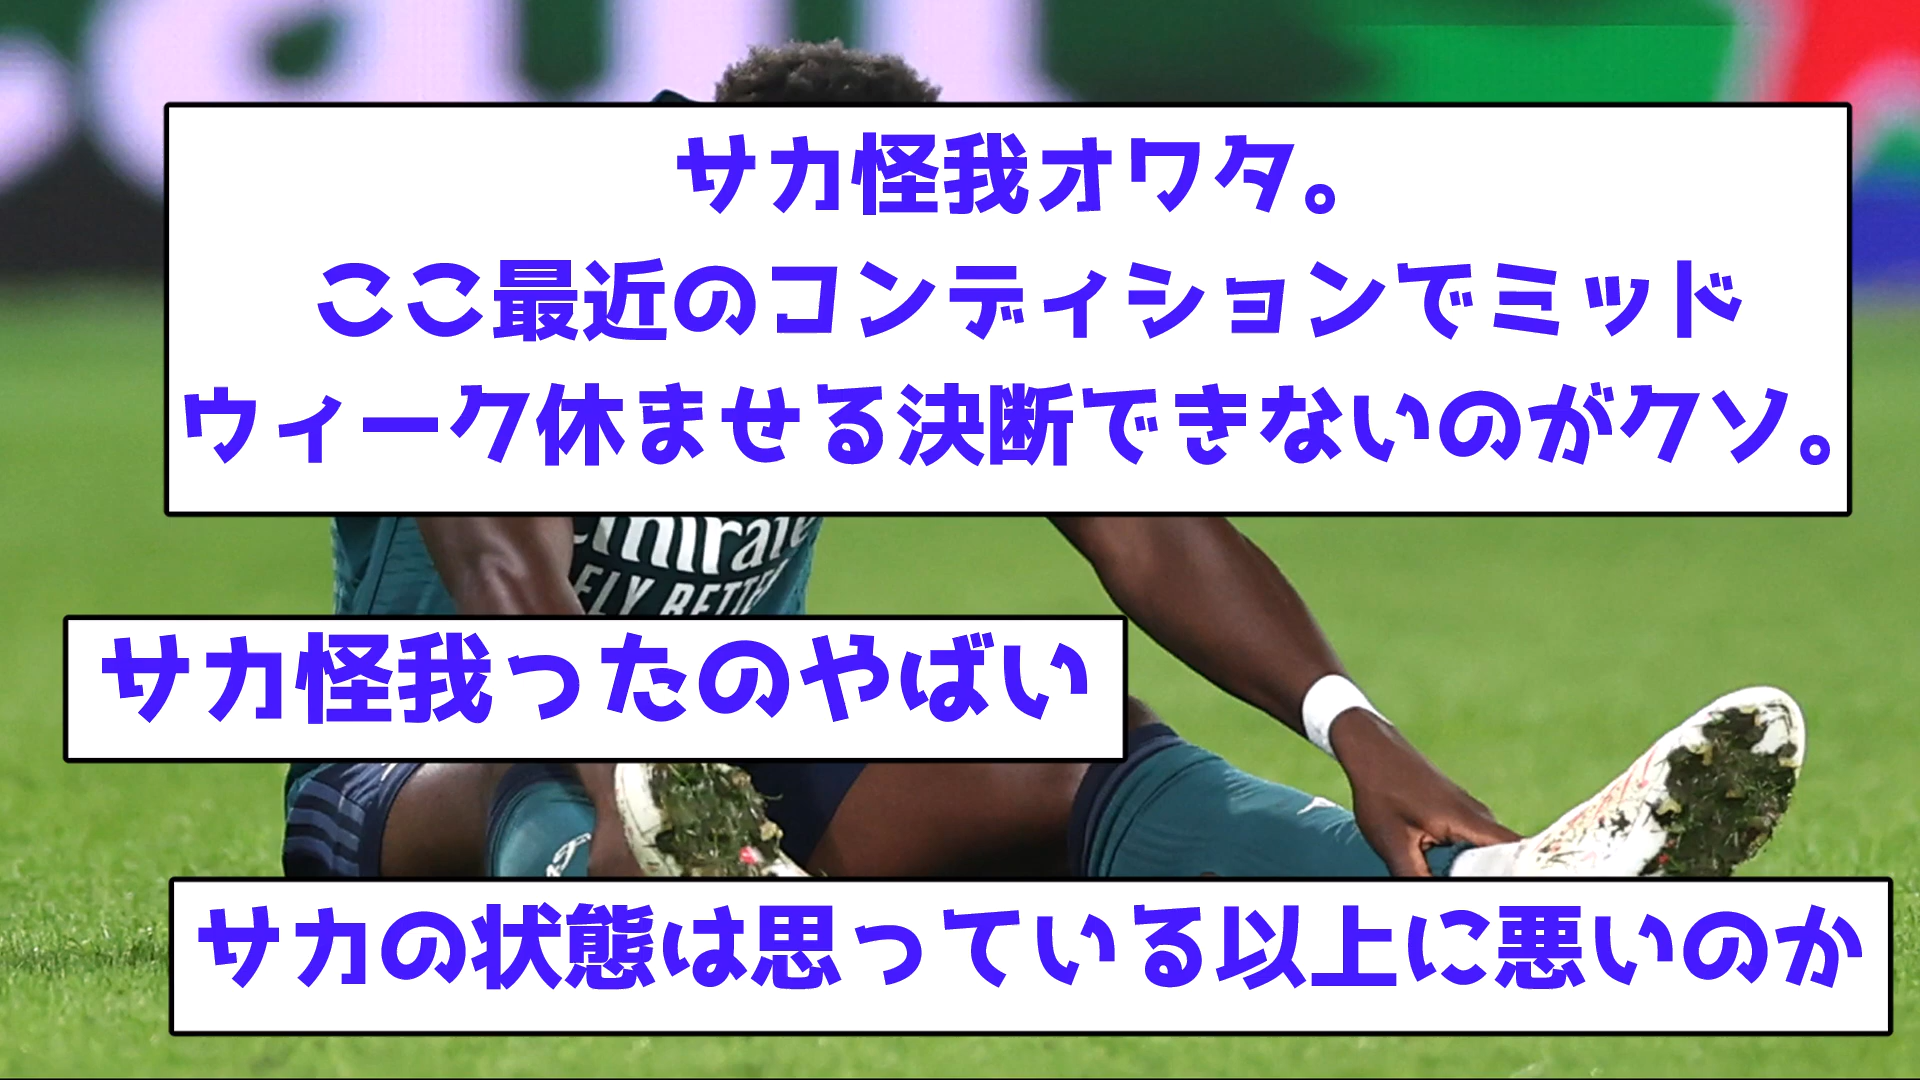 サカ怪我オワタ。
ここ最近のコンディションでミッド
ウィーク休ませる決断できないのがクソ。
サカ怪我ったのやばい
サカの状態は思っている以上に悪いのか